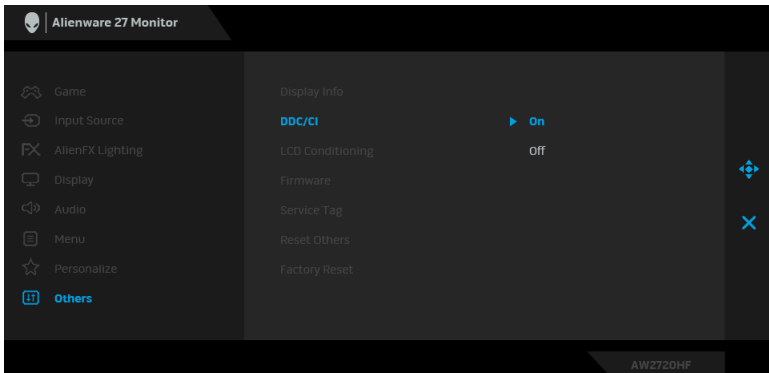 Alienware 27 Monitor
Game
Input Source
AlienFX Lighting
Display
Audio
Menu
Personalize
Others
Display Info
DDC/CI On
LCD Conditioning Off
Firmware
Service Tag
Reset Others
Factory Reset
AW2720HF